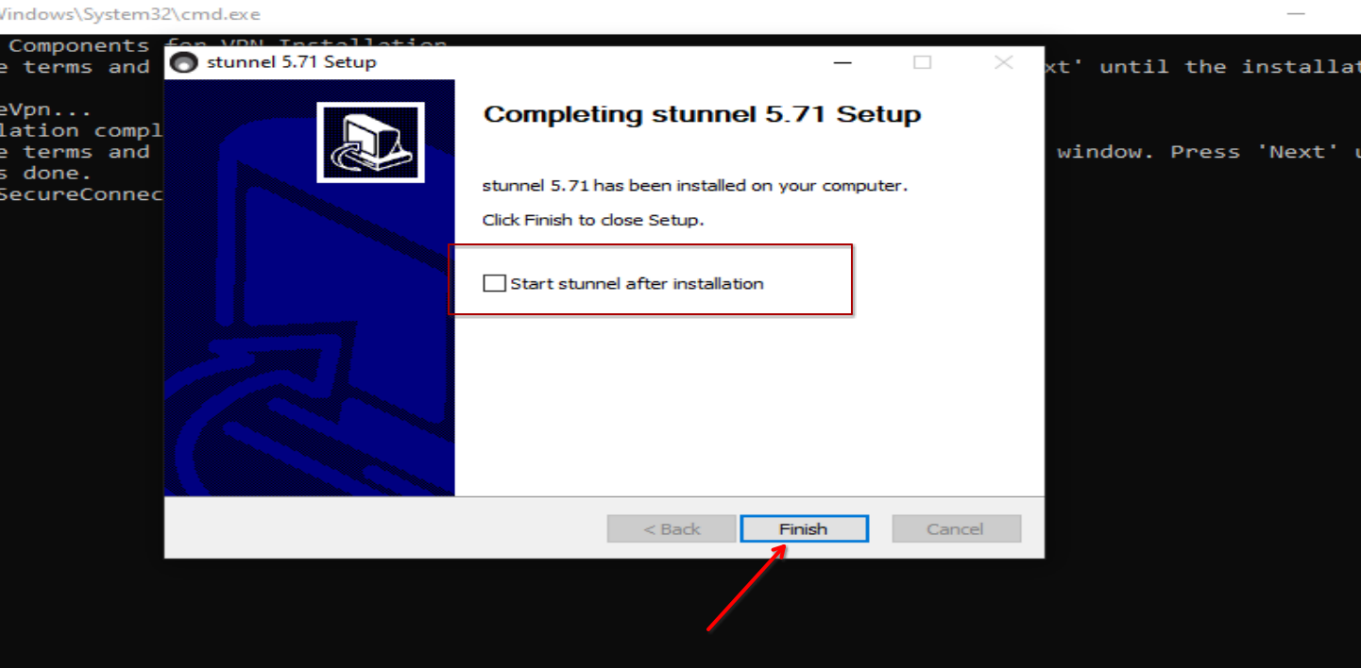 Windows\System32\cmd.exe
Components for VPN Installation
terms and
xt' until the installat
eVpn...
lation compl
terms and
window. Press 'Next' u
s done.
SecureConnec
stunnel 5.71 Setup
Completing stunnel 5.71 Setup
stunnel 5.71 has been installed on your computer.
Click Finish to close Setup.
Start stunnel after installation
< Back
Finish
Cancel